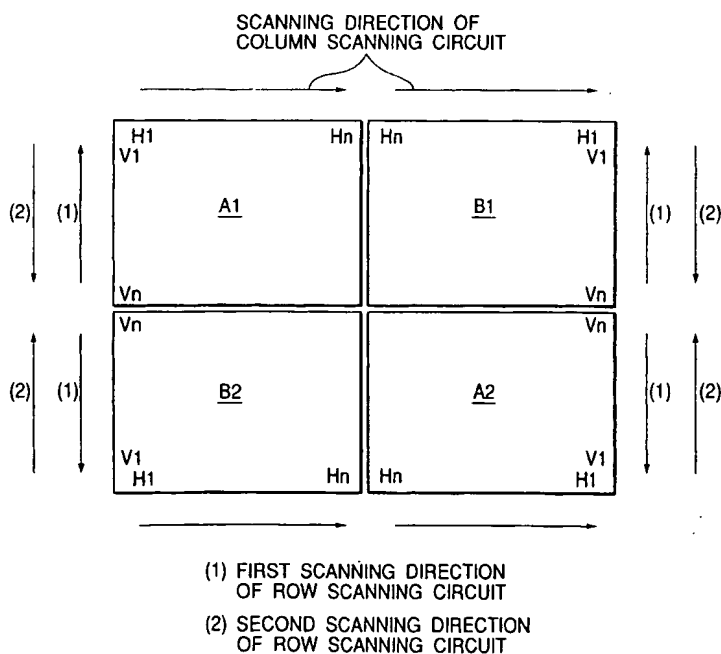 SCANNING DIRECTION OF
COLUMN SCANNING CIRCUIT
H1 Hn Hn H1
V1 V1
(2) (1) A1 B1 (1) (2)
Vn Vn
Vn Vn
(2) (1) B2 A2 (1) (2)
V1 V1
H1 Hn Hn H1
(1) FIRST SCANNING DIRECTION
OF ROW SCANNING CIRCUIT
(2) SECOND SCANNING DIRECTION
OF ROW SCANNING CIRCUIT